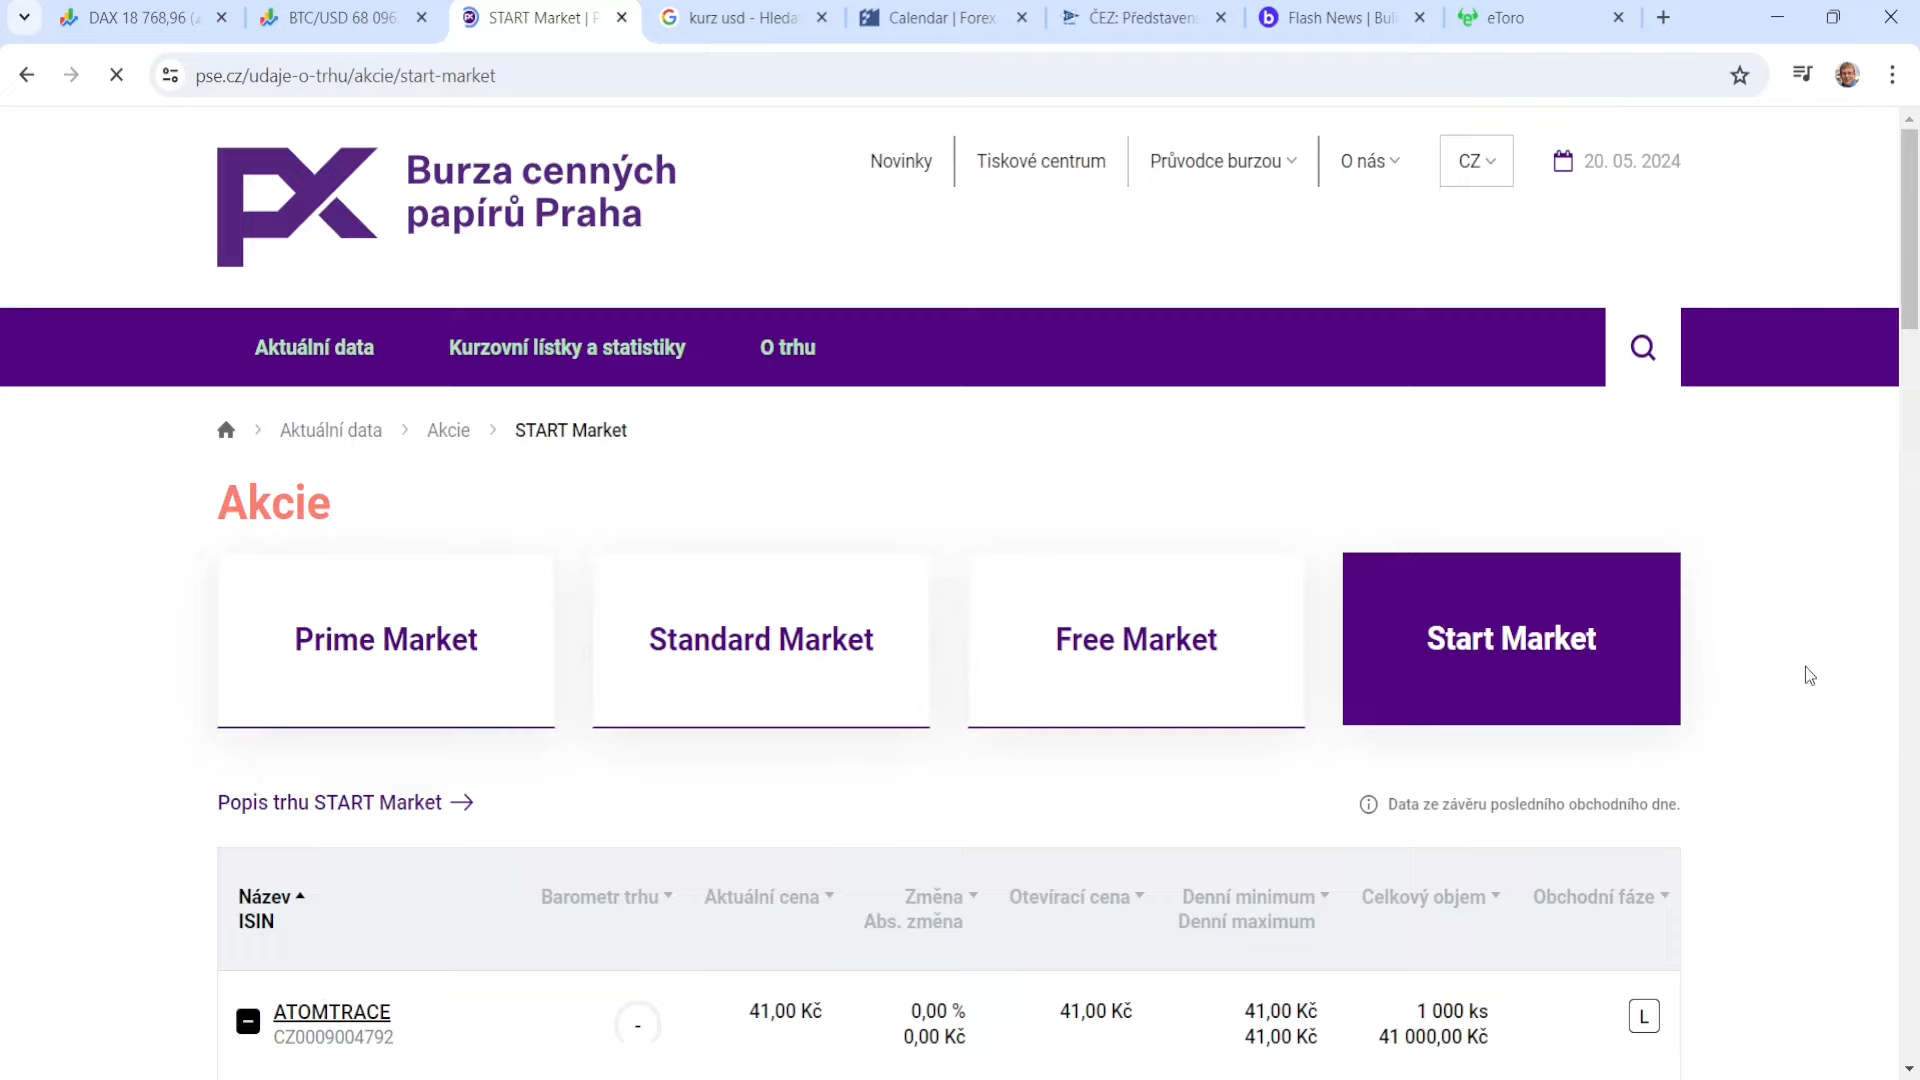 DAX 18 768,96 (
BTC/USD 68 096
START Market | P
kurz usd - Hleda
Calendar | Forex
ČEZ: Představen
Flash News | Bul
eToro
pse.cz/udaje-o-trhu/akcie/start-market
PX
Burza cenných
papírů Praha
Novinky
Tiskové centrum
Průvodce burzou
O nás
CZ
20. 05. 2024
Aktuální data
Kurzovní lístky a statistiky
O trhu
Aktuální data > Akcie > START Market
Akcie
Prime Market
Standard Market
Free Market
Start Market
Popis trhu START Market →
Data ze závěru posledního obchodního dne.
Název Barometr trhu Aktuální cena Změna Otevírací cena Denní minimum Celkový objem Obchodní fáze
ISIN Abs. změna Denní maximum
ATOMTRACE - 41,00 Kč 0,00 % 41,00 Kč 41,00 Kč 1 000 ks L
CZ0009004792 0,00 Kč 41,00 Kč 41 000,00 Kč